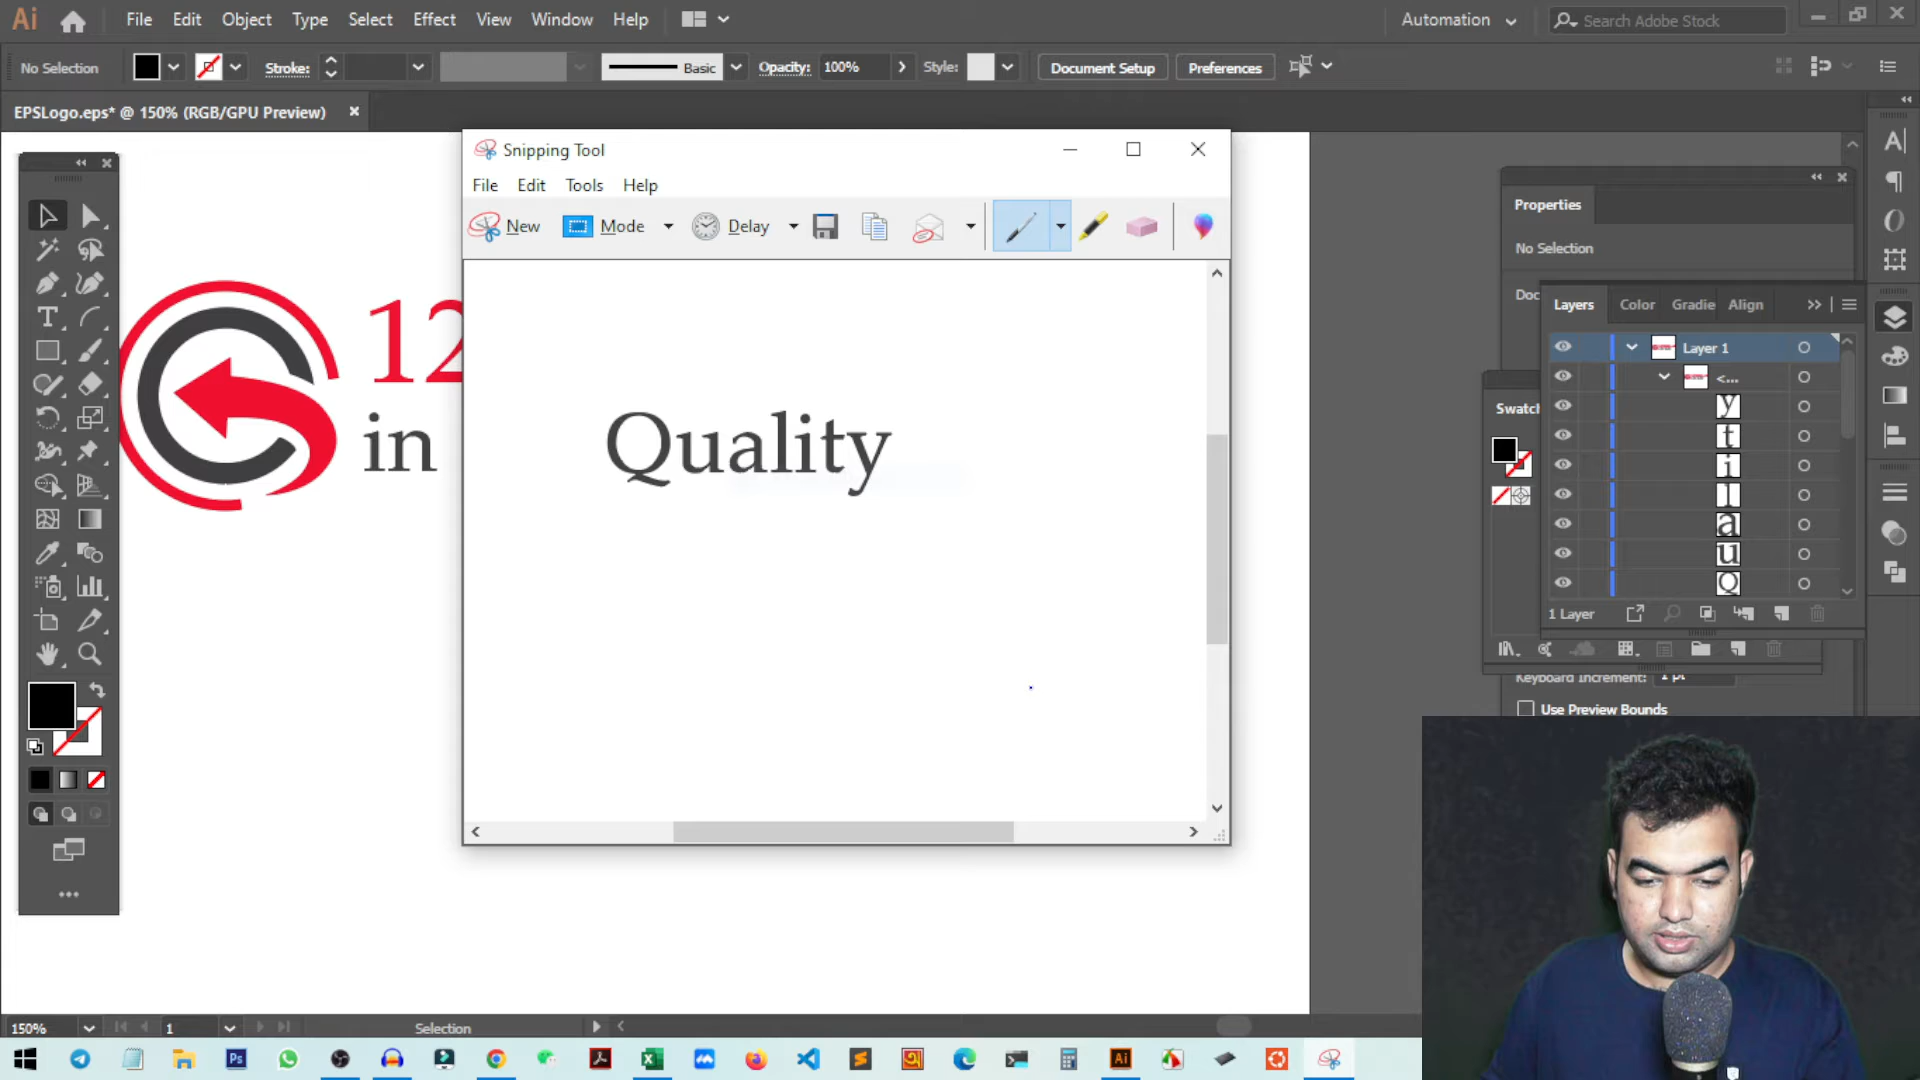 File Edit Object Type Select Effect View Window Help Automation Search Adobe Stock
No Selection Stroke: Basic Opacity: 100% Style: Document Setup Preferences
EPSLogo.eps* @ 150% (RGB/GPU Preview)
Snipping Tool
File Edit Tools Help
New Mode Delay
12
in
Quality
Properties
No Selection
Doc
Layers Color Gradie Align
Layer 1
<...
y
t
i
l
a
u
Q
1 Layer
Swatch
Keyboard Increment: 1 pt
Use Preview Bounds
150% 1 Selection